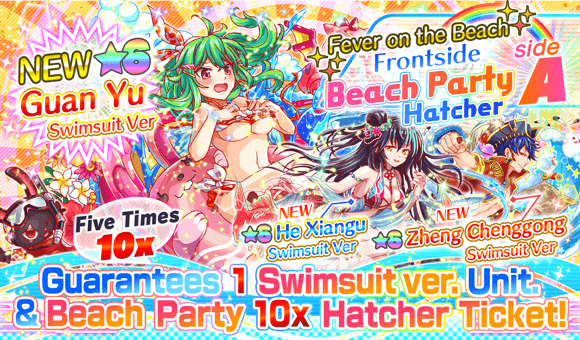 NEW ★6
Guan Yu
Swimsuit Ver
Fever on the Beach
Frontside
Beach Party
Hatcher
side
A
Five Times
10x
NEW
★6 He Xiangu
Swimsuit Ver
NEW
★6 Zheng Chenggong
Swimsuit Ver
Guarantees 1 Swimsuit ver. Unit.
& Beach Party 10x Hatcher Ticket!